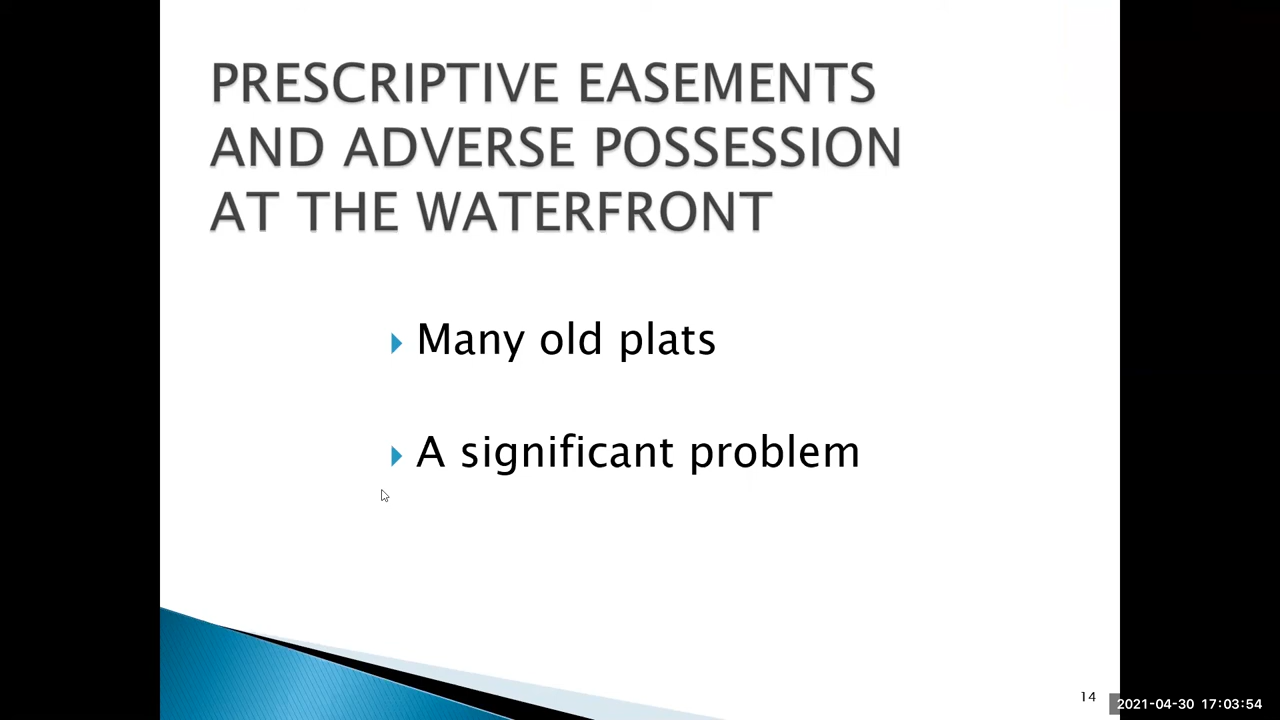 PRESCRIPTIVE EASEMENTS
AND ADVERSE POSSESSION
AT THE WATERFRONT
Many old plats
A significant problem
14
2021-04-30 17:03:54